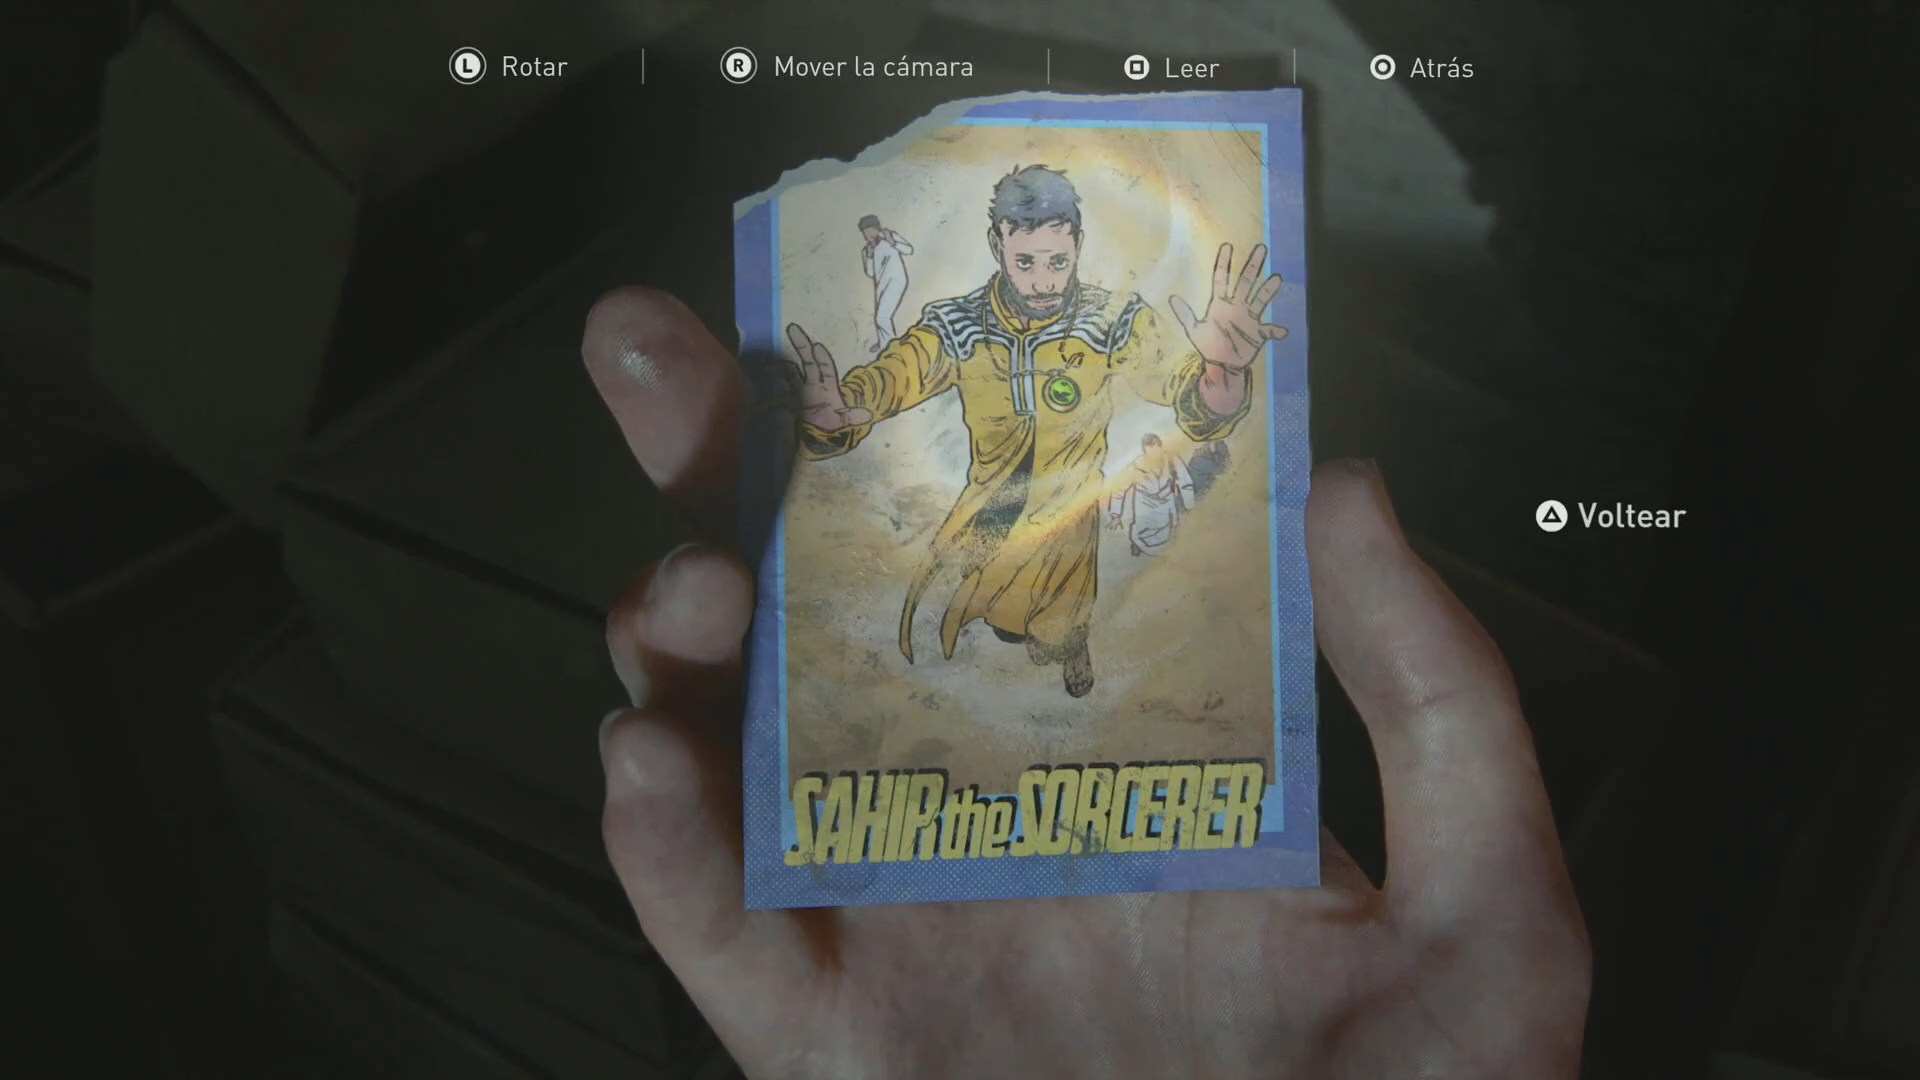 L Rotar
R Mover la cámara
Leer
Atrás
Voltear
SAHIR the SORCERER